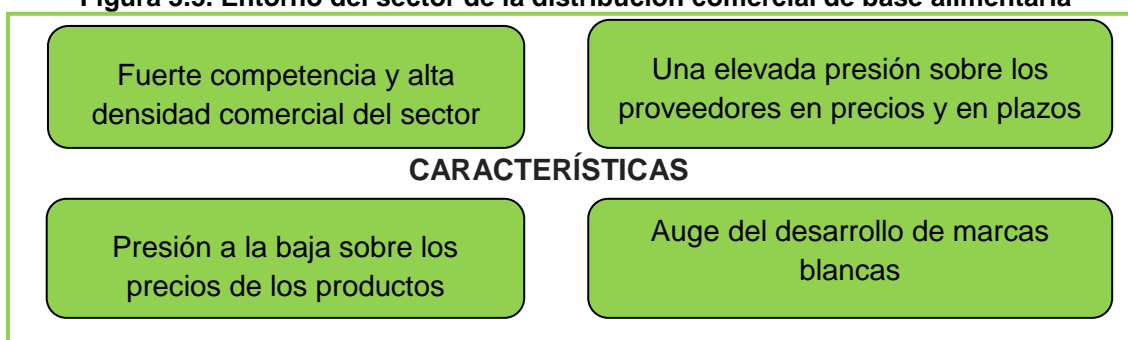 Figura 3.3. Entorno del sector de la distribución comercial de base alimentaria
Fuerte competencia y alta
densidad comercial del sector
Una elevada presión sobre los
proveedores en precios y en plazos
CARACTERÍSTICAS
Presión a la baja sobre los
precios de los productos
Auge del desarrollo de marcas
blancas